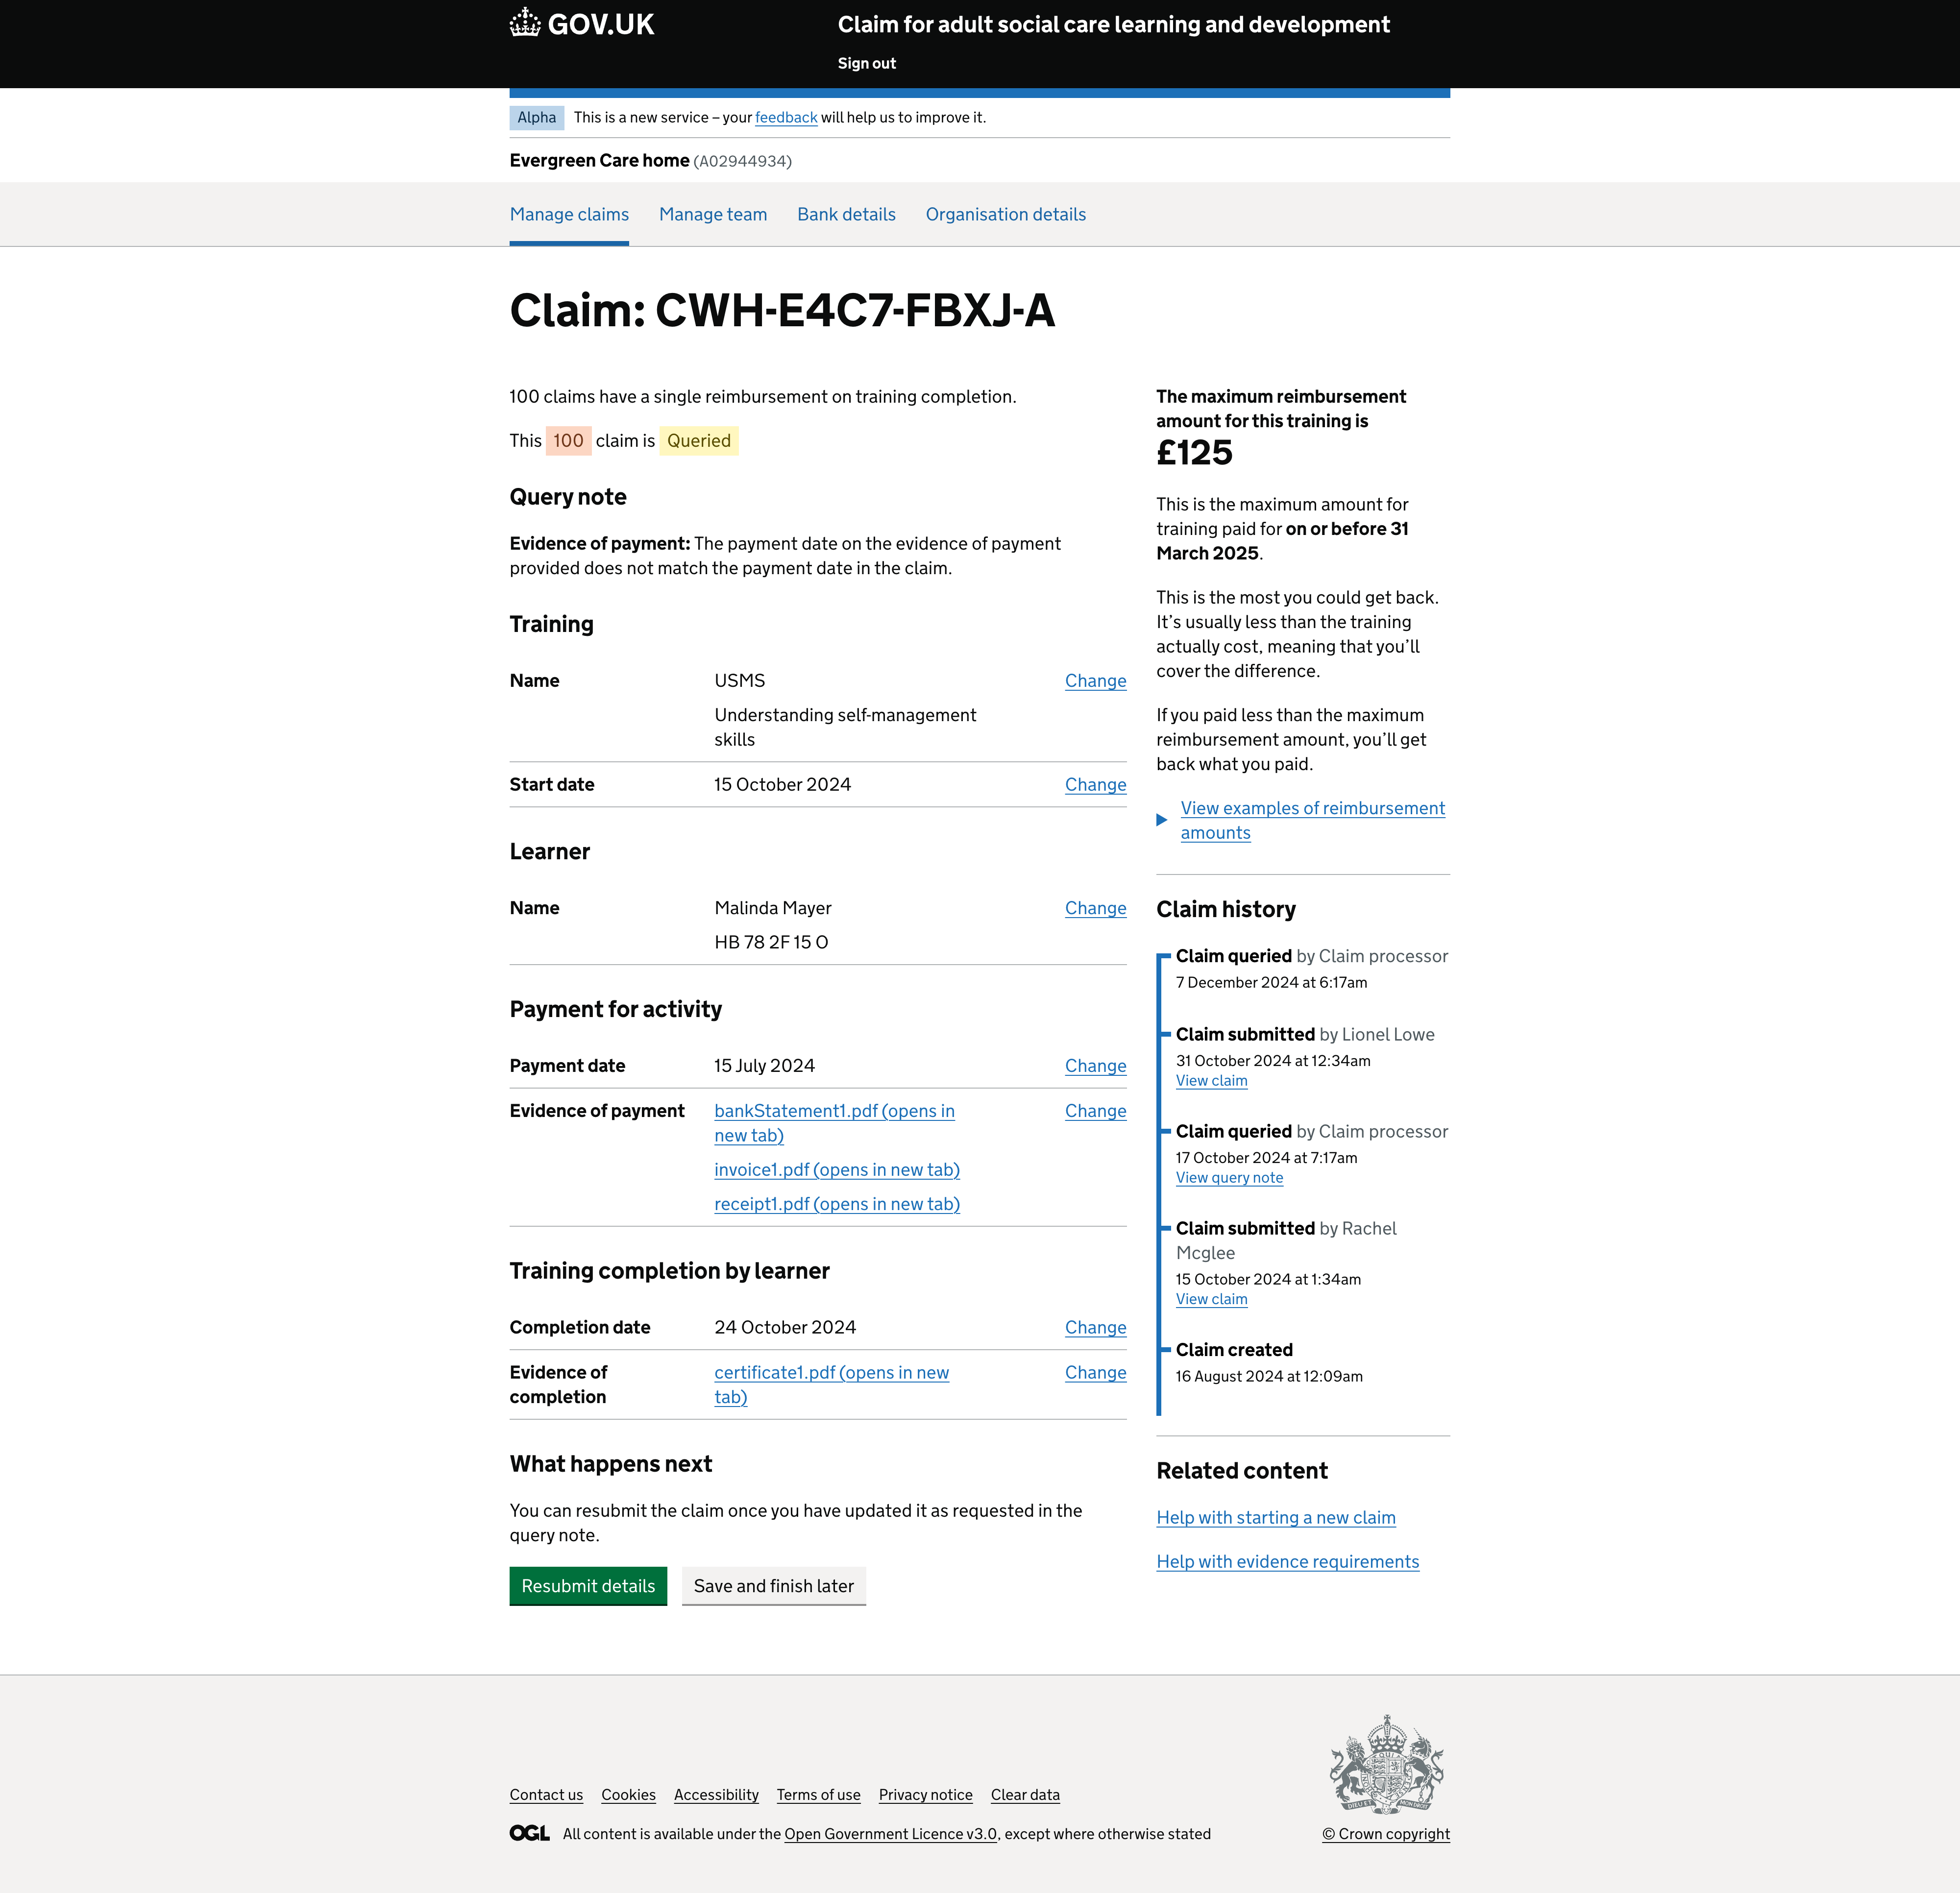 GOV.UK
Claim for adult social care learning and development
Sign out
Alpha
This is a new service – your feedback will help us to improve it.
Evergreen Care home (A02944934)
Manage claims
Manage team
Bank details
Organisation details
Claim: CWH-E4C7-FBXJ-A
100 claims have a single reimbursement on training completion.
This 100 claim is Queried
Query note
Evidence of payment: The payment date on the evidence of payment
provided does not match the payment date in the claim.
Training
Name
USMS
Change
Understanding self-management
skills
Start date
15 October 2024
Change
Learner
Name
Malinda Mayer
Change
HB 78 2F 15 O
Payment for activity
Payment date
15 July 2024
Change
Evidence of payment
bankStatement1.pdf (opens in
new tab)
Change
invoice1.pdf (opens in new tab)
receipt1.pdf (opens in new tab)
Training completion by learner
Completion date
24 October 2024
Change
Evidence of
completion
certificate1.pdf (opens in new
tab)
Change
What happens next
You can resubmit the claim once you have updated it as requested in the
query note.
Resubmit details
Save and finish later
The maximum reimbursement
amount for this training is
£125
This is the maximum amount for
training paid for on or before 31
March 2025.
This is the most you could get back.
It’s usually less than the training
actually cost, meaning that you’ll
cover the difference.
If you paid less than the maximum
reimbursement amount, you’ll get
back what you paid.
View examples of reimbursement
amounts
Claim history
Claim queried by Claim processor
7 December 2024 at 6:17am
Claim submitted by Lionel Lowe
31 October 2024 at 12:34am
View claim
Claim queried by Claim processor
17 October 2024 at 7:17am
View query note
Claim submitted by Rachel
Mcglee
15 October 2024 at 1:34am
View claim
Claim created
16 August 2024 at 12:09am
Related content
Help with starting a new claim
Help with evidence requirements
Contact us
Cookies
Accessibility
Terms of use
Privacy notice
Clear data
OGL
All content is available under the Open Government Licence v3.0, except where otherwise stated
© Crown copyright